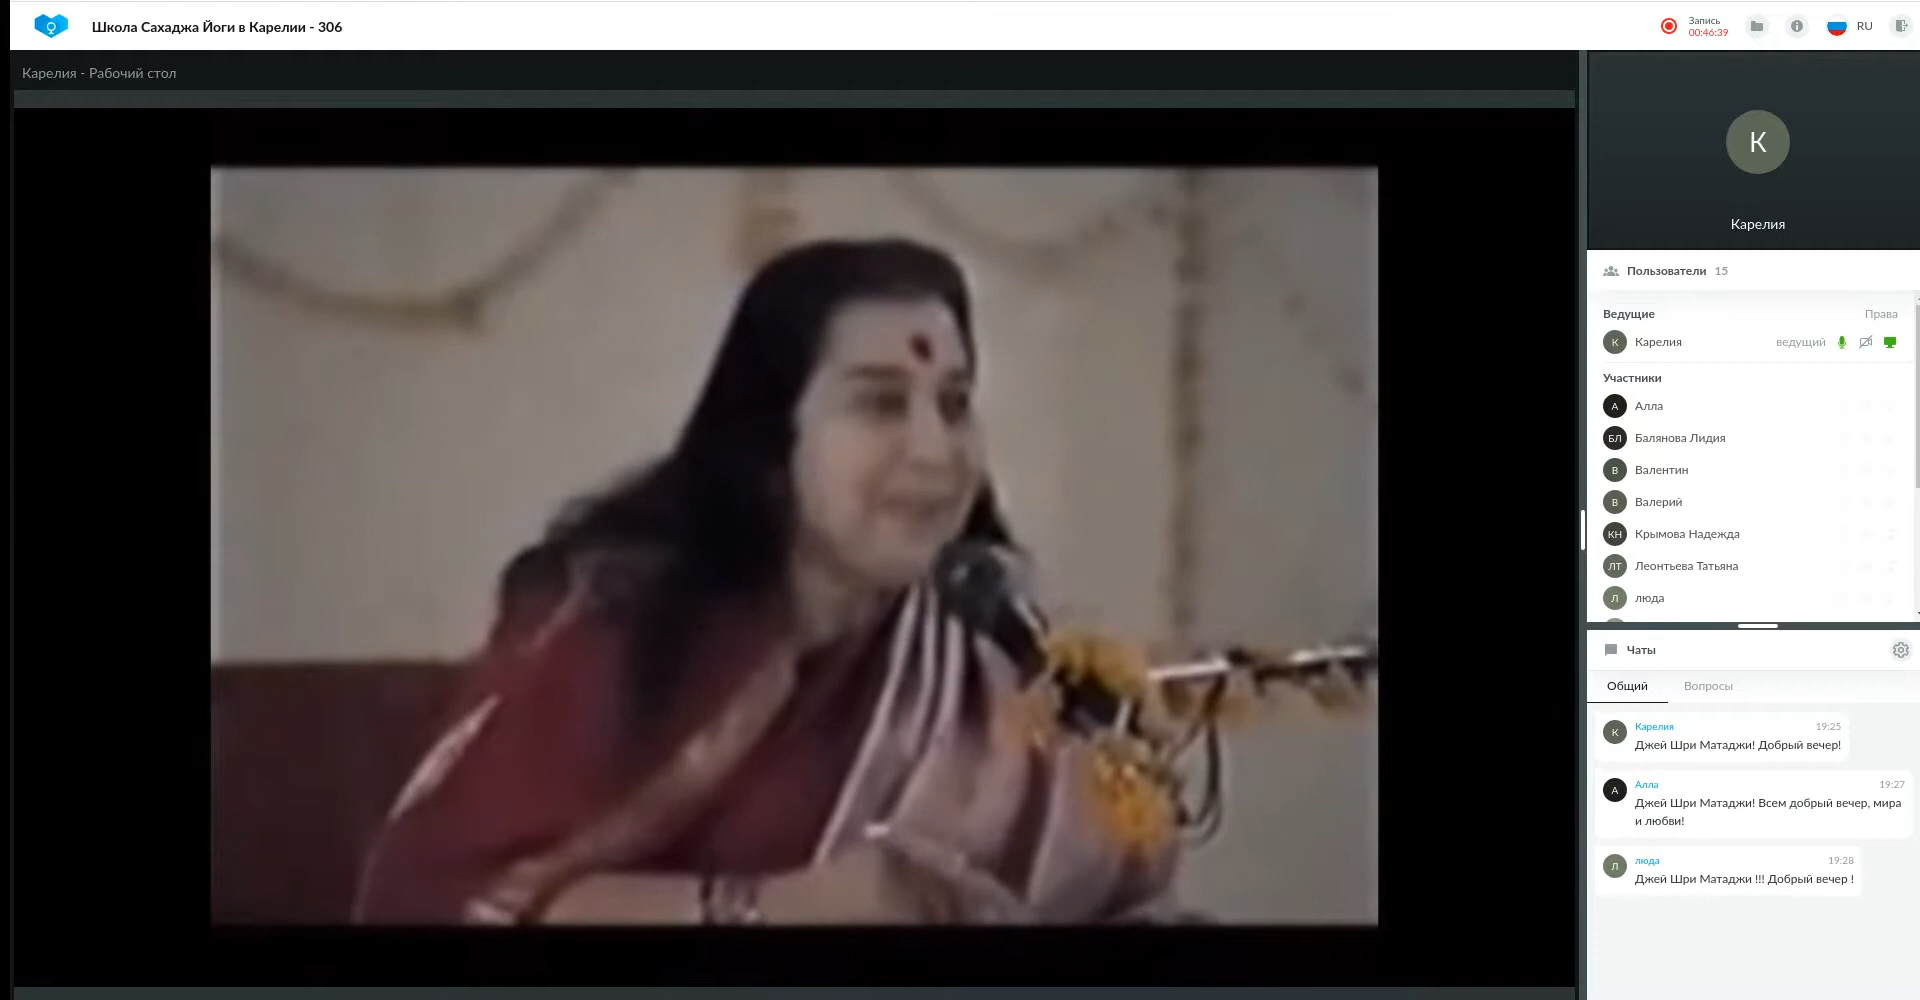 Школа Сахаджа Йоги в Карелии - 306
Запись
00:46:39
RU
Карелия - Рабочий стол
К
Карелия
Пользователи 15
Ведущие Права
К Карелия ведущий
Участники
А Алла
БЛ Балянова Лидия
В Валентин
В Валерий
КН Крымова Надежда
ЛТ Леонтьева Татьяна
Л люда
Чаты
Общий Вопросы
К Карелия 19:25
Джей Шри Матаджи! Добрый вечер!
А Алла 19:27
Джей Шри Матаджи! Всем добрый вечер, мира
и любви!
Л люда 19:28
Джей Шри Матаджи !!! Добрый вечер !